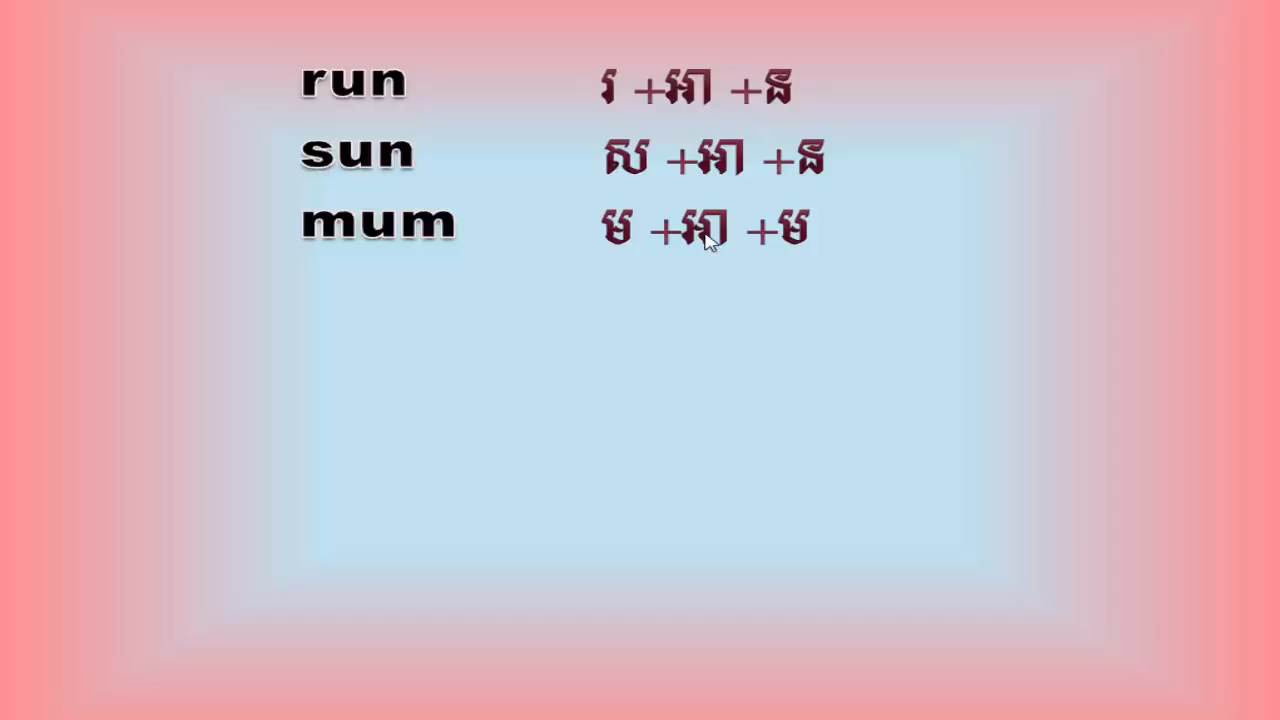 run រ +អា +ន
sun ស +អា +ន
mum ម +អា +ម